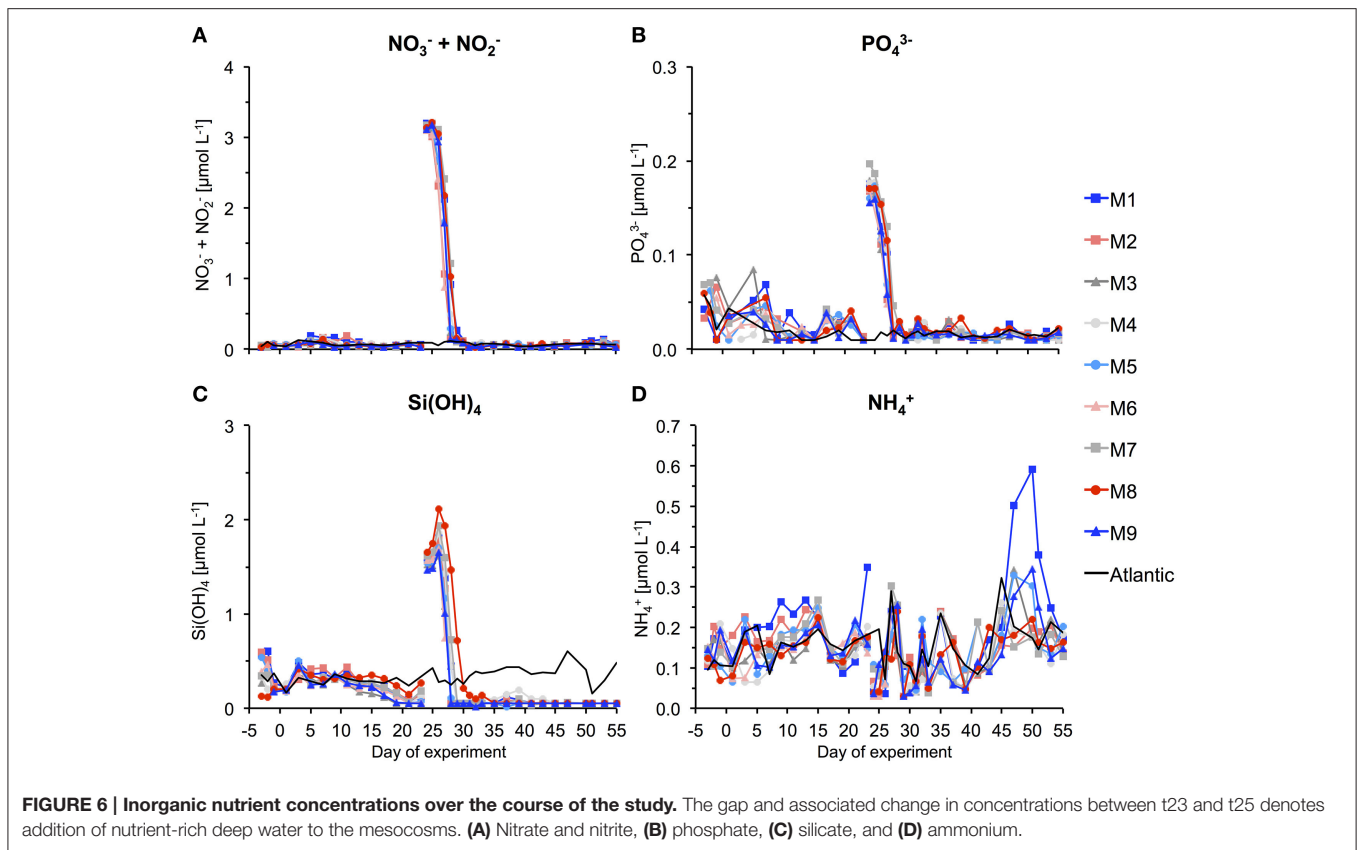 A
NO₃⁻ + NO₂⁻
NO₃⁻ + NO₂⁻ [µmol L⁻¹]
4
3
2
1
0
B
PO₄³⁻
PO₄³⁻ [µmol L⁻¹]
0.3
0.2
0.1
0.0
C
Si(OH)₄
Si(OH)₄ [µmol L⁻¹]
3
2
1
0
-5 0 5 10 15 20 25 30 35 40 45 50 55
Day of experiment
D
NH₄⁺
NH₄⁺ [µmol L⁻¹]
0.7
0.6
0.5
0.4
0.3
0.2
0.1
0.0
-5 0 5 10 15 20 25 30 35 40 45 50 55
Day of experiment
M1
M2
M3
M4
M5
M6
M7
M8
M9
Atlantic
FIGURE 6 | Inorganic nutrient concentrations over the course of the study. The gap and associated change in concentrations between t23 and t25 denotes
addition of nutrient-rich deep water to the mesocosms. (A) Nitrate and nitrite, (B) phosphate, (C) silicate, and (D) ammonium.